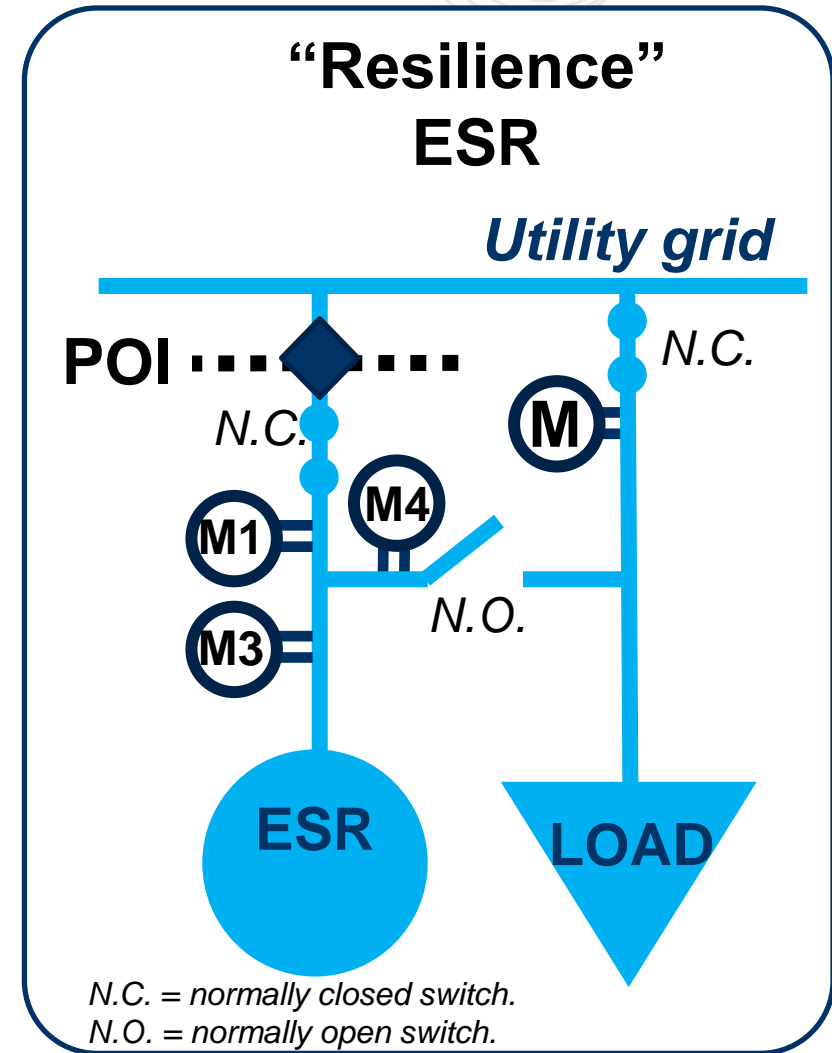 “Resilience”
ESR
Utility grid
POI
N.C.
N.C.
M
M4
M1
N.O.
M3
ESR
LOAD
N.C. = normally closed switch.
N.O. = normally open switch.